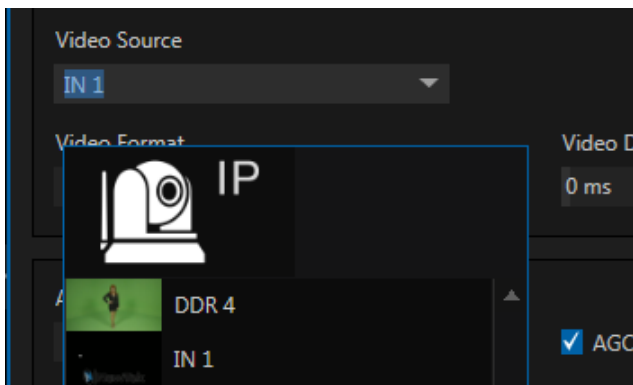 Video Source
IN 1
Video Format
Video D
0 ms
IP
DDR 4
IN 1
AGC